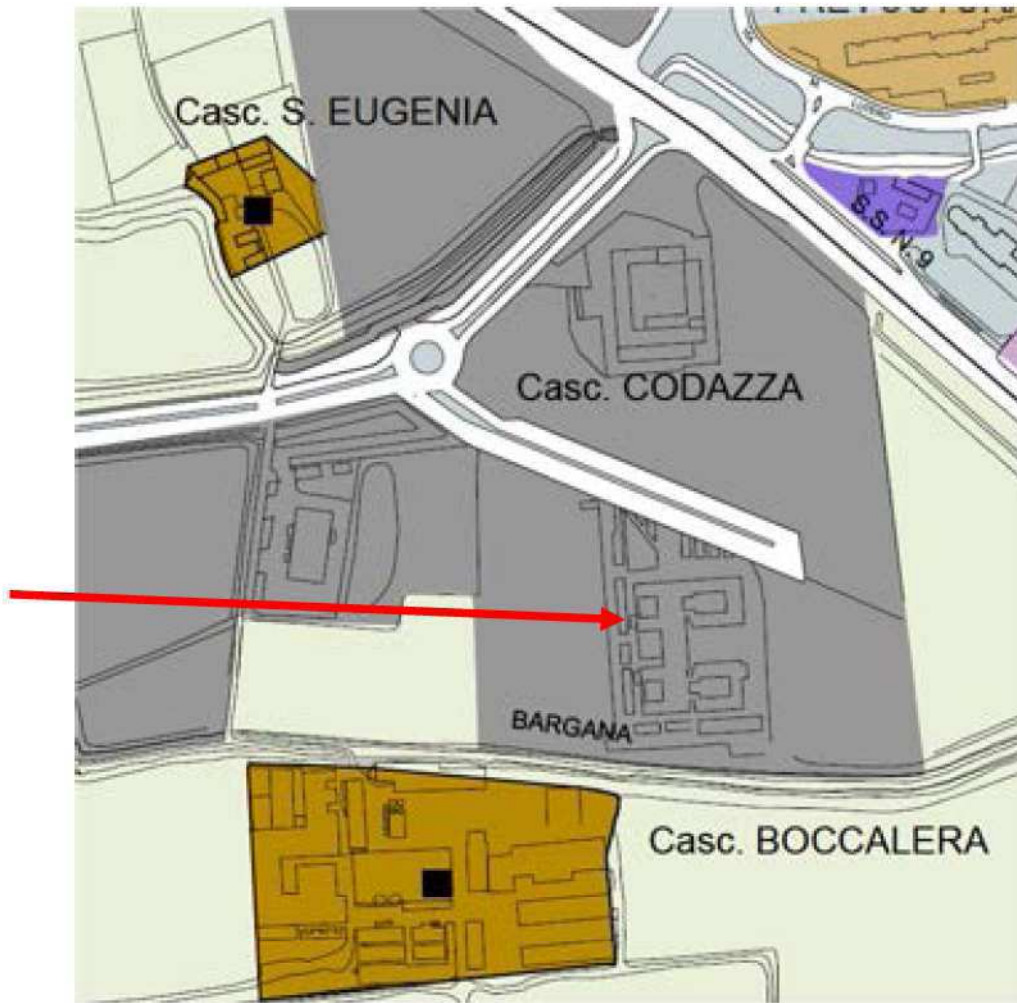 Casc. S. EUGENIA
S.S. N. 9
Casc. CODAZZA
BARGANA
Casc. BOCCALERA